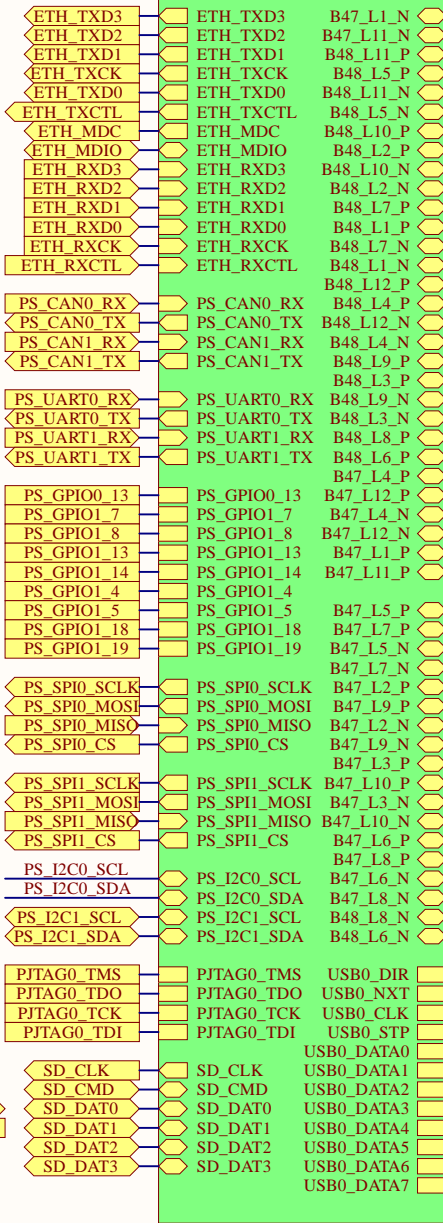 ETH_TXD3 ETH_TXD3 B47_L1_N
ETH_TXD2 ETH_TXD2 B47_L11_N
ETH_TXD1 ETH_TXD1 B48_L11_P
ETH_TXCK ETH_TXCK B48_L5_P
ETH_TXD0 ETH_TXD0 B48_L11_N
ETH_TXCTL ETH_TXCTL B48_L5_N
ETH_MDC ETH_MDC B48_L10_P
ETH_MDIO ETH_MDIO B48_L2_P
ETH_RXD3 ETH_RXD3 B48_L10_N
ETH_RXD2 ETH_RXD2 B48_L2_N
ETH_RXD1 ETH_RXD1 B48_L7_P
ETH_RXD0 ETH_RXD0 B48_L1_P
ETH_RXCK ETH_RXCK B48_L7_N
ETH_RXCTL ETH_RXCTL B48_L1_N
B48_L12_P
PS_CAN0_RX PS_CAN0_RX B48_L4_P
PS_CAN0_TX PS_CAN0_TX B48_L12_N
PS_CAN1_RX PS_CAN1_RX B48_L4_N
PS_CAN1_TX PS_CAN1_TX B48_L9_P
B48_L3_P
PS_UART0_RX PS_UART0_RX B48_L9_N
PS_UART0_TX PS_UART0_TX B48_L3_N
PS_UART1_RX PS_UART1_RX B48_L8_P
PS_UART1_TX PS_UART1_TX B48_L6_P
B47_L4_P
PS_GPIO0_13 PS_GPIO0_13 B47_L12_P
PS_GPIO1_7 PS_GPIO1_7 B47_L4_N
PS_GPIO1_8 PS_GPIO1_8 B47_L12_N
PS_GPIO1_13 PS_GPIO1_13 B47_L1_P
PS_GPIO1_14 PS_GPIO1_14 B47_L11_P
PS_GPIO1_4 PS_GPIO1_4
PS_GPIO1_5 PS_GPIO1_5 B47_L5_P
PS_GPIO1_18 PS_GPIO1_18 B47_L7_P
PS_GPIO1_19 PS_GPIO1_19 B47_L5_N
B47_L7_N
PS_SPI0_SCLK PS_SPI0_SCLK B47_L2_P
PS_SPI0_MOSI PS_SPI0_MOSI B47_L9_P
PS_SPI0_MISO PS_SPI0_MISO B47_L2_N
PS_SPI0_CS PS_SPI0_CS B47_L9_N
B47_L3_P
PS_SPI1_SCLK PS_SPI1_SCLK B47_L10_P
PS_SPI1_MOSI PS_SPI1_MOSI B47_L3_N
PS_SPI1_MISO PS_SPI1_MISO B47_L10_N
PS_SPI1_CS PS_SPI1_CS B47_L6_P
B47_L8_P
PS_I2C0_SCL PS_I2C0_SCL B47_L6_N
PS_I2C0_SDA PS_I2C0_SDA B47_L8_N
PS_I2C1_SCL PS_I2C1_SCL B48_L8_N
PS_I2C1_SDA PS_I2C1_SDA B48_L6_N
PJTAG0_TMS PJTAG0_TMS USB0_DIR
PJTAG0_TDO PJTAG0_TDO USB0_NXT
PJTAG0_TCK PJTAG0_TCK USB0_CLK
PJTAG0_TDI PJTAG0_TDI USB0_STP
USB0_DATA0
SD_CLK SD_CLK USB0_DATA1
SD_CMD SD_CMD USB0_DATA2
SD_DAT0 SD_DAT0 USB0_DATA3
SD_DAT1 SD_DAT1 USB0_DATA4
SD_DAT2 SD_DAT2 USB0_DATA5
SD_DAT3 SD_DAT3 USB0_DATA6
USB0_DATA7